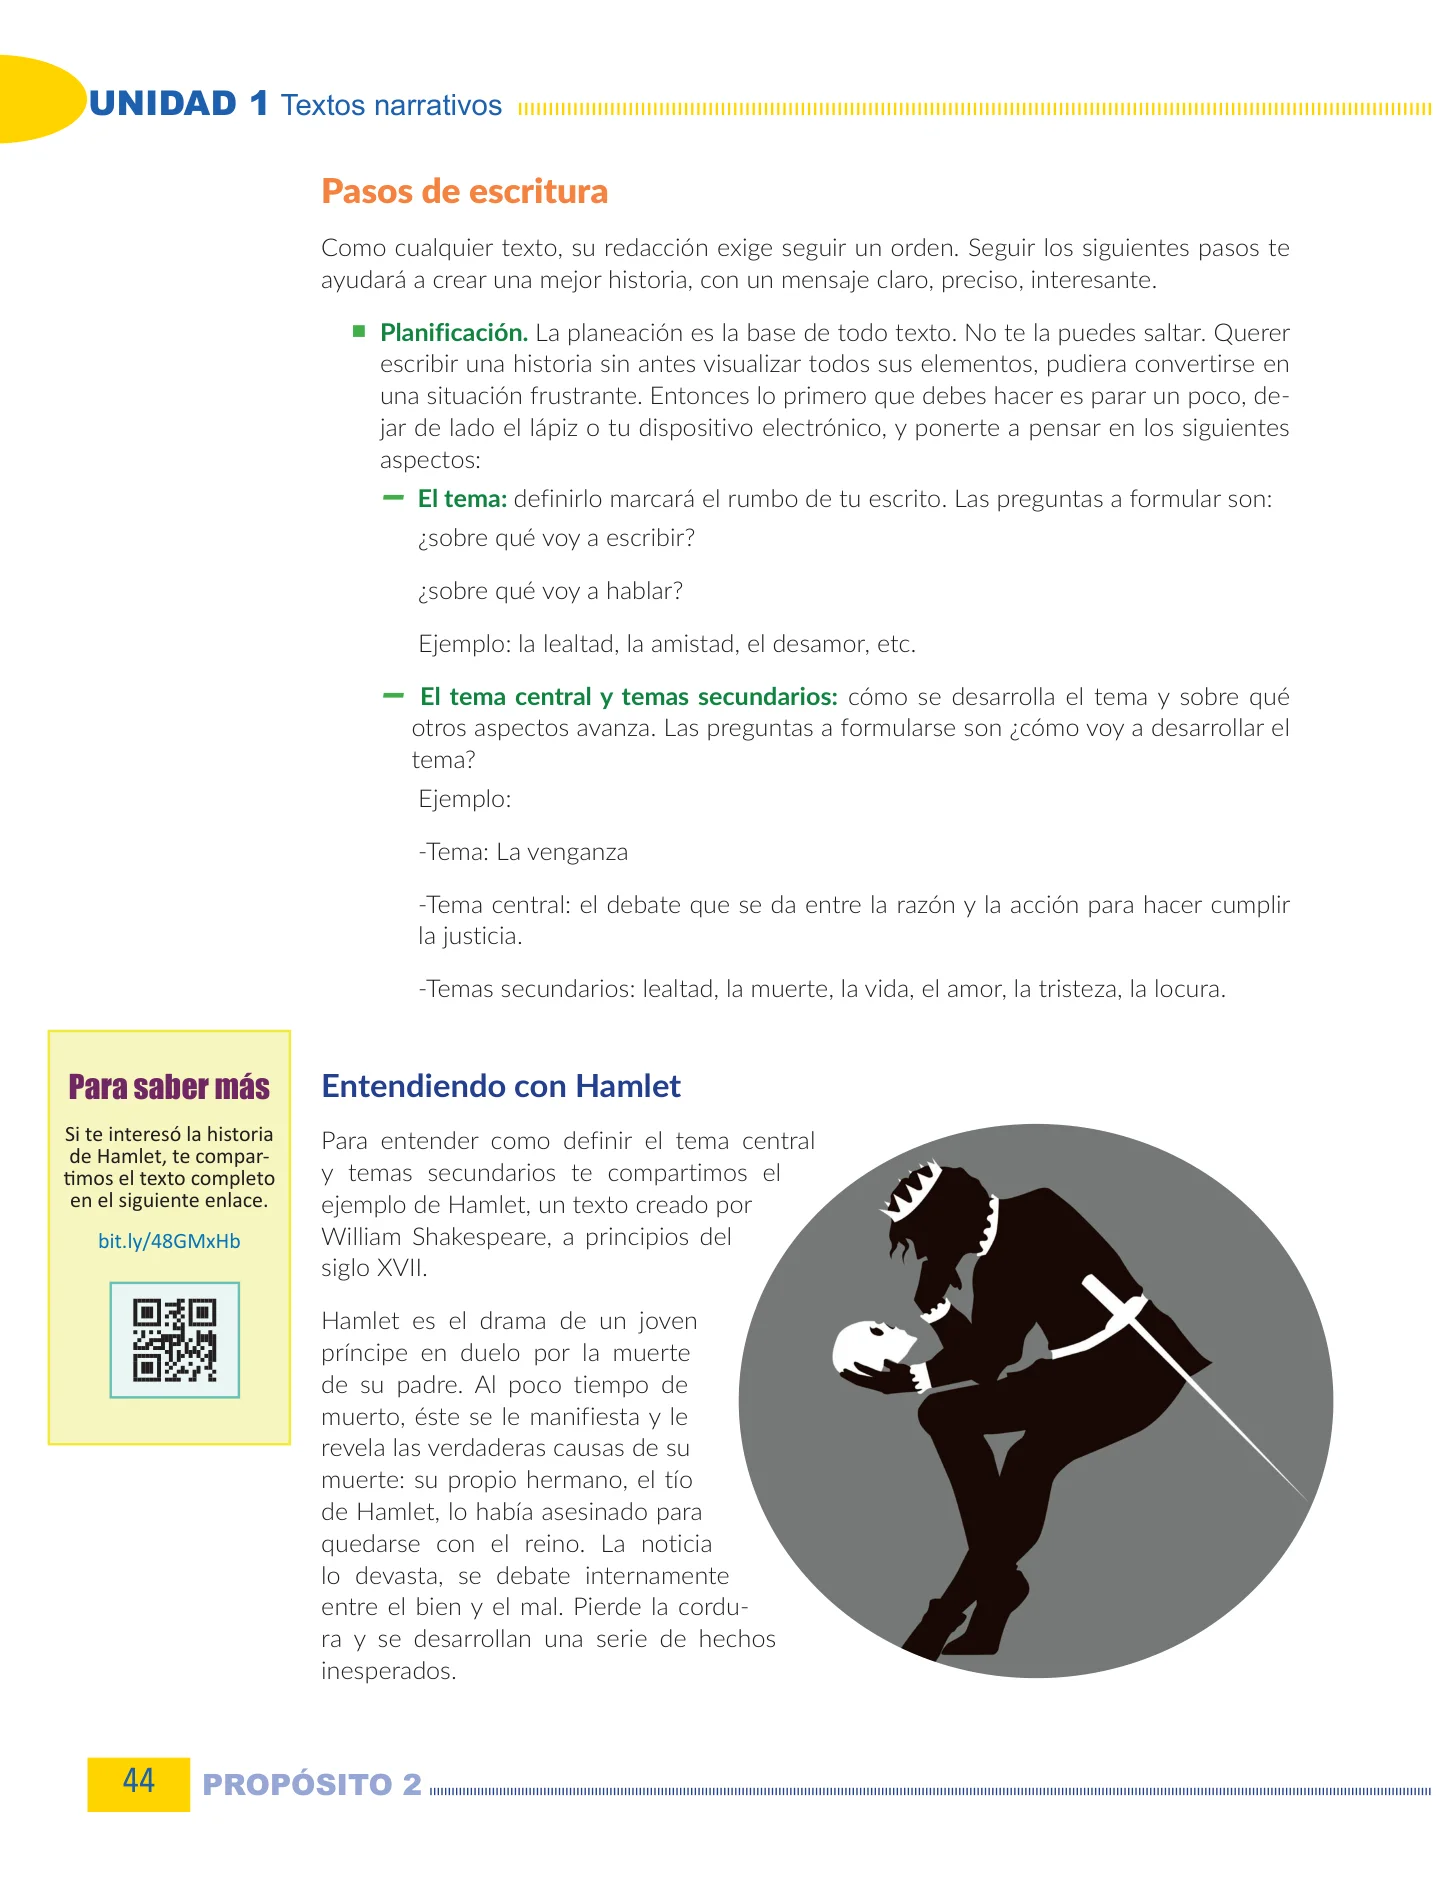 UNIDAD 1 Textos narrativos
Pasos de escritura
Como cualquier texto, su redacción exige seguir un orden. Seguir los siguientes pasos te
ayudará a crear una mejor historia, con un mensaje claro, preciso, interesante.
Planificación. La planeación es la base de todo texto. No te la puedes saltar. Querer
escribir una historia sin antes visualizar todos sus elementos, pudiera convertirse en
una situación frustrante. Entonces lo primero que debes hacer es parar un poco, de-
jar de lado el lápiz o tu dispositivo electrónico, y ponerte a pensar en los siguientes
aspectos:
El tema: definirlo marcará el rumbo de tu escrito. Las preguntas a formular son:
¿sobre qué voy a escribir?
¿sobre qué voy a hablar?
Ejemplo: la lealtad, la amistad, el desamor, etc.
El tema central y temas secundarios: cómo se desarrolla el tema y sobre qué
otros aspectos avanza. Las preguntas a formularse son ¿cómo voy a desarrollar el
tema?
Ejemplo:
-Tema: La venganza
-Tema central: el debate que se da entre la razón y la acción para hacer cumplir
la justicia.
-Temas secundarios: lealtad, la muerte, la vida, el amor, la tristeza, la locura.
Para saber más
Si te interesó la historia
de Hamlet, te compar-
timos el texto completo
en el siguiente enlace.
bit.ly/48GMxHb
Entendiendo con Hamlet
Para entender como definir el tema central
y temas secundarios te compartimos el
ejemplo de Hamlet, un texto creado por
William Shakespeare, a principios del
siglo XVII.
Hamlet es el drama de un joven
príncipe en duelo por la muerte
de su padre. Al poco tiempo de
muerto, éste se le manifiesta y le
revela las verdaderas causas de su
muerte: su propio hermano, el tío
de Hamlet, lo había asesinado para
quedarse con el reino. La noticia
lo devasta, se debate internamente
entre el bien y el mal. Pierde la cordu-
ra y se desarrollan una serie de hechos
inesperados.
44 PROPÓSITO 2